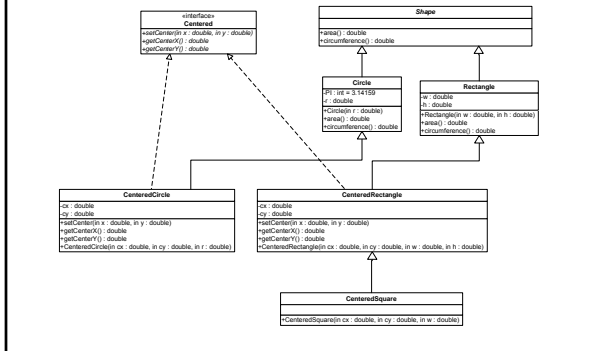 «interface»
Centered
+setCenter(in x : double, in y : double)
+getCenterX() : double
+getCenterY() : double
Shape
+area() : double
+circumference() : double
Circle
-PI : int = 3.14159
-r : double
+Circle(in r : double)
+area() : double
+circumference() : double
Rectangle
-w : double
-h : double
+Rectangle(in w : double, in h : double)
+area() : double
+circumference() : double
CenteredCircle
-cx : double
-cy : double
+setCenter(in x : double, in y : double)
+getCenterX() : double
+getCenterY() : double
+CenteredCircle(in cx : double, in cy : double, in r : double)
CenteredRectangle
-cx : double
-cy : double
+setCenter(in x : double, in y : double)
+getCenterX() : double
+getCenterY() : double
+CenteredRectangle(in cx : double, in cy : double, in w : double, in h : double)
CenteredSquare
+CenteredSquare(in cx : double, in cy : double, in w : double)